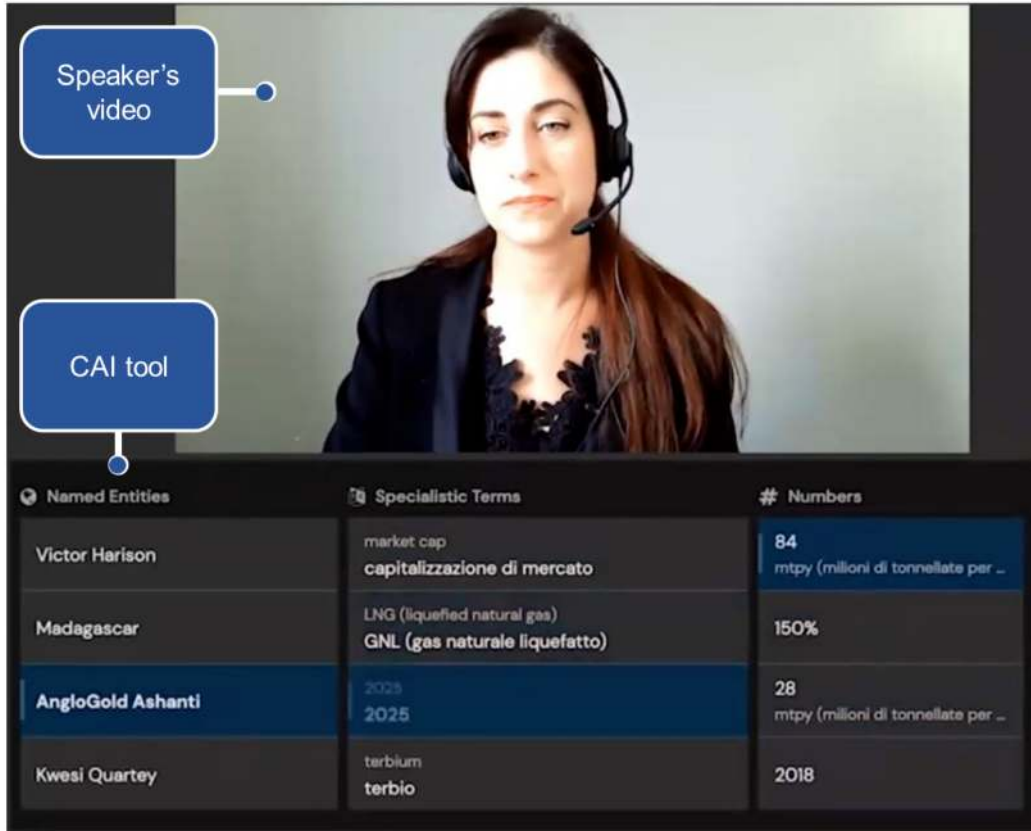 Speaker's
video
CAI tool
Named Entities
Specialistic Terms
# Numbers
Victor Harison
market cap
capitalizzazione di mercato
84
mtpy (milioni di tonnellate per ...
Madagascar
LNG (liquefied natural gas)
GNL (gas naturale liquefatto)
150%
AngloGold Ashanti
2025
2025
28
mtpy (milioni di tonnellate per ...
Kwesi Quartey
terbium
terbio
2018